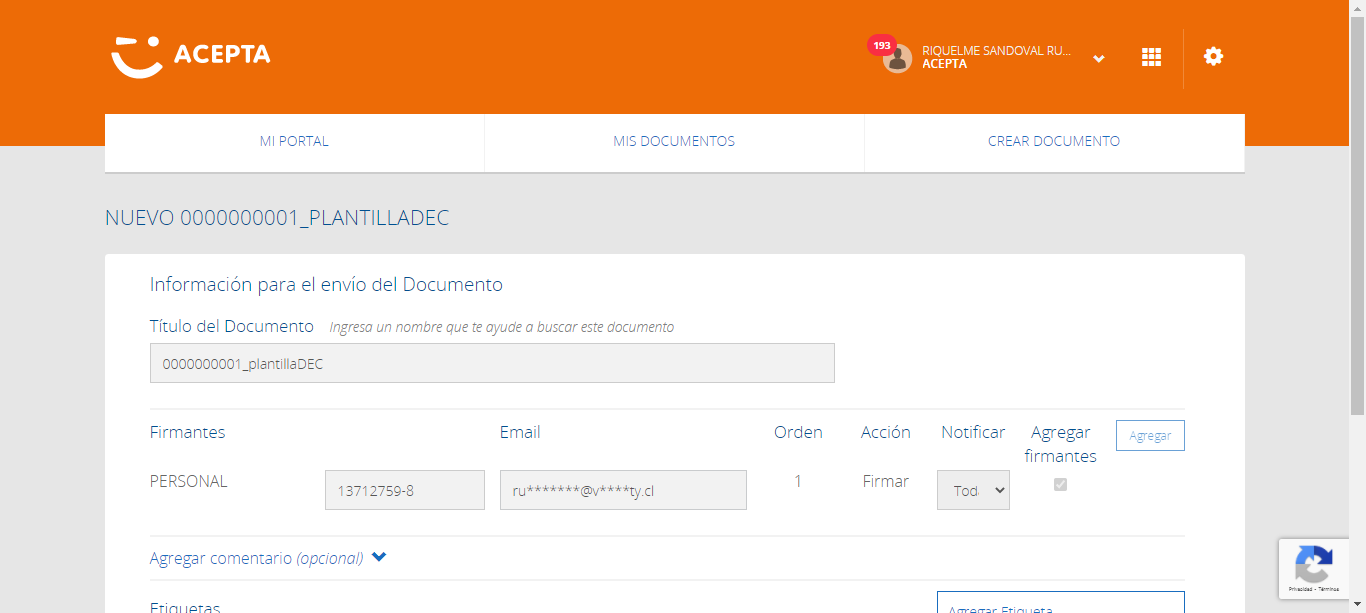 ACEPTA
193
RIQUELME SANDOVAL RU...
ACEPTA
MI PORTAL
MIS DOCUMENTOS
CREAR DOCUMENTO
NUEVO 0000000001_PLANTILLADEC
Información para el envío del Documento
Título del Documento Ingresa un nombre que te ayude a buscar este documento
0000000001_plantillaDEC
Firmantes Email Orden Acción Notificar Agregar firmantes Agregar
PERSONAL 13712759-8 ru*******@v****ty.cl 1 Firmar Tod
Agregar comentario (opcional)
Etiquetas Agregar Etiqueta
Privacidad - Términos